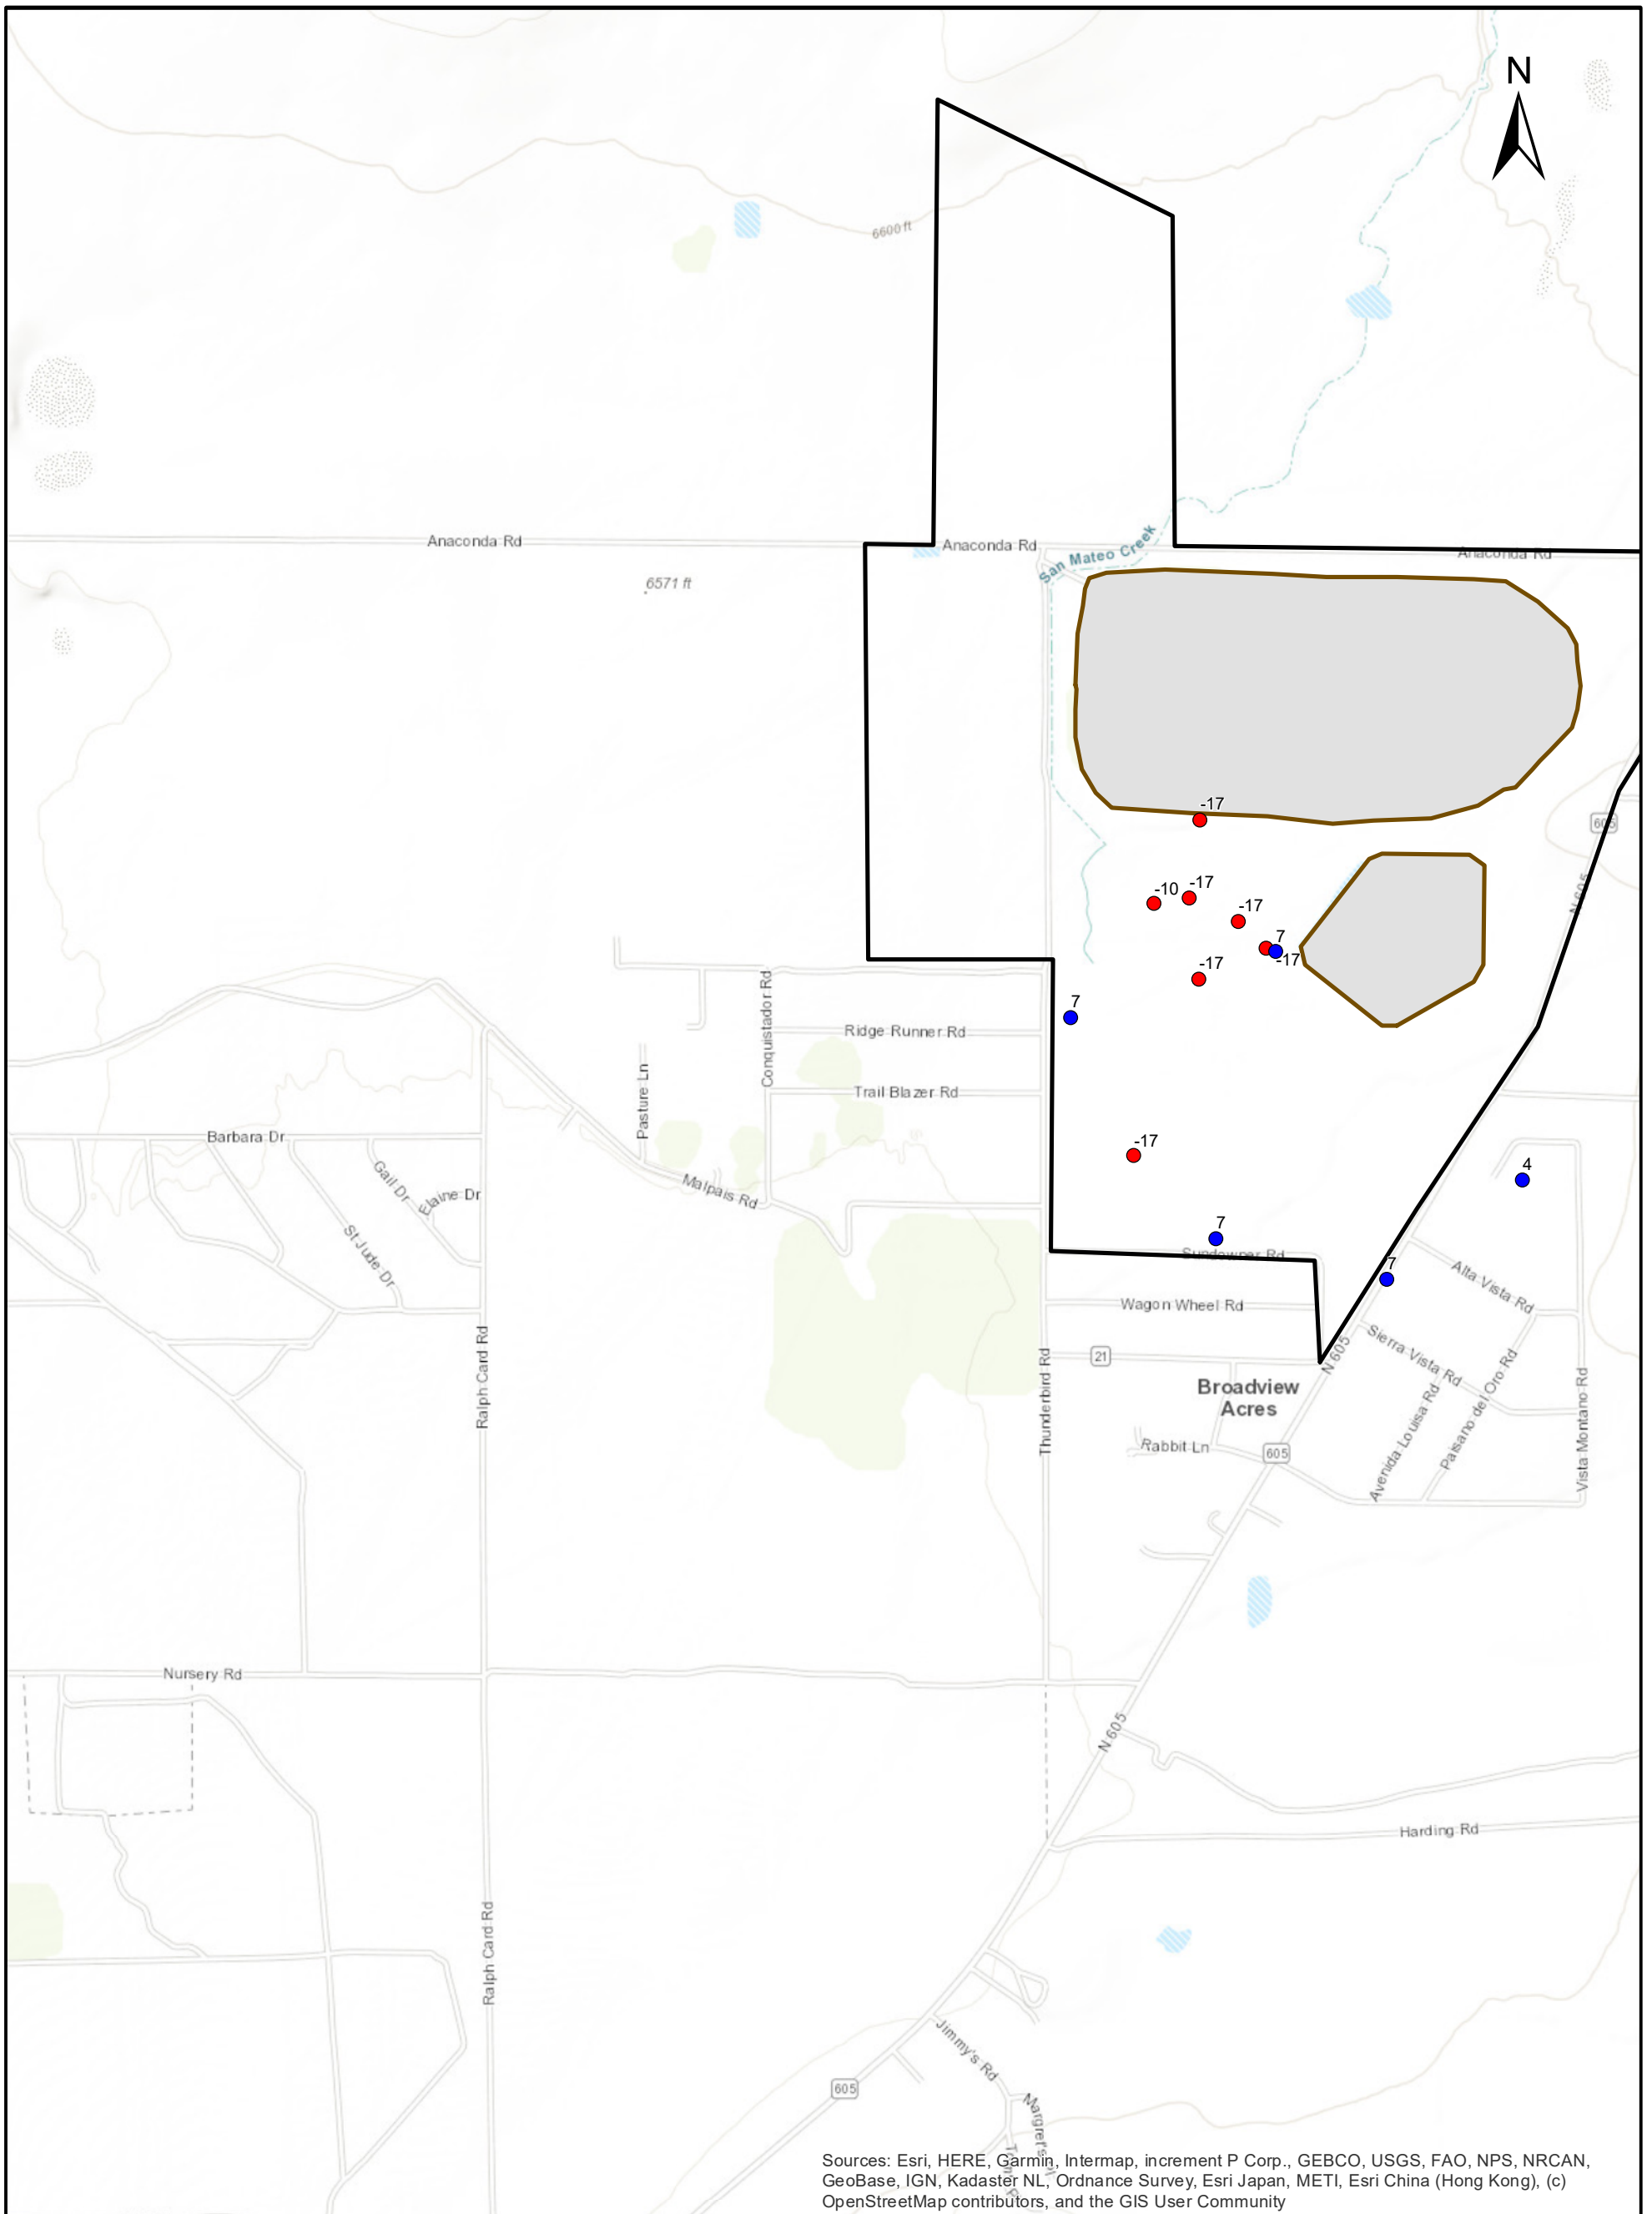 N
6600 ft
Anaconda Rd
Anaconda Rd
Anaconda Rd
San Mateo Creek
6571 ft
-17
605
-10
-17
-17
N 605
7
-17
-17
7
Conquistador Rd
Ridge Runner Rd
Pasture Ln
Trail Blazer Rd
Barbara Dr
-17
4
Gail Dr
Elaine Dr
Malpais Rd
7
St Jude Dr
Sundowner Rd
7
Alta Vista Rd
Wagon Wheel Rd
Sierra Vista Rd
21
N 605
Ralph Card Rd
Thunderbird Rd
Broadview
Acres
Avenida Louisa Rd
Paisano del Oro Rd
Vista Montano Rd
Rabbit Ln
605
Nursery Rd
N 605
Harding Rd
Ralph Card Rd
Jimmy's Rd
605
Sources: Esri, HERE, Garmin, Intermap, increment P Corp., GEBCO, USGS, FAO, NPS, NRCAN,
GeoBase, IGN, Kadaster NL, Ordnance Survey, Esri Japan, METI, Esri China (Hong Kong), (c)
OpenStreetMap contributors, and the GIS User Community